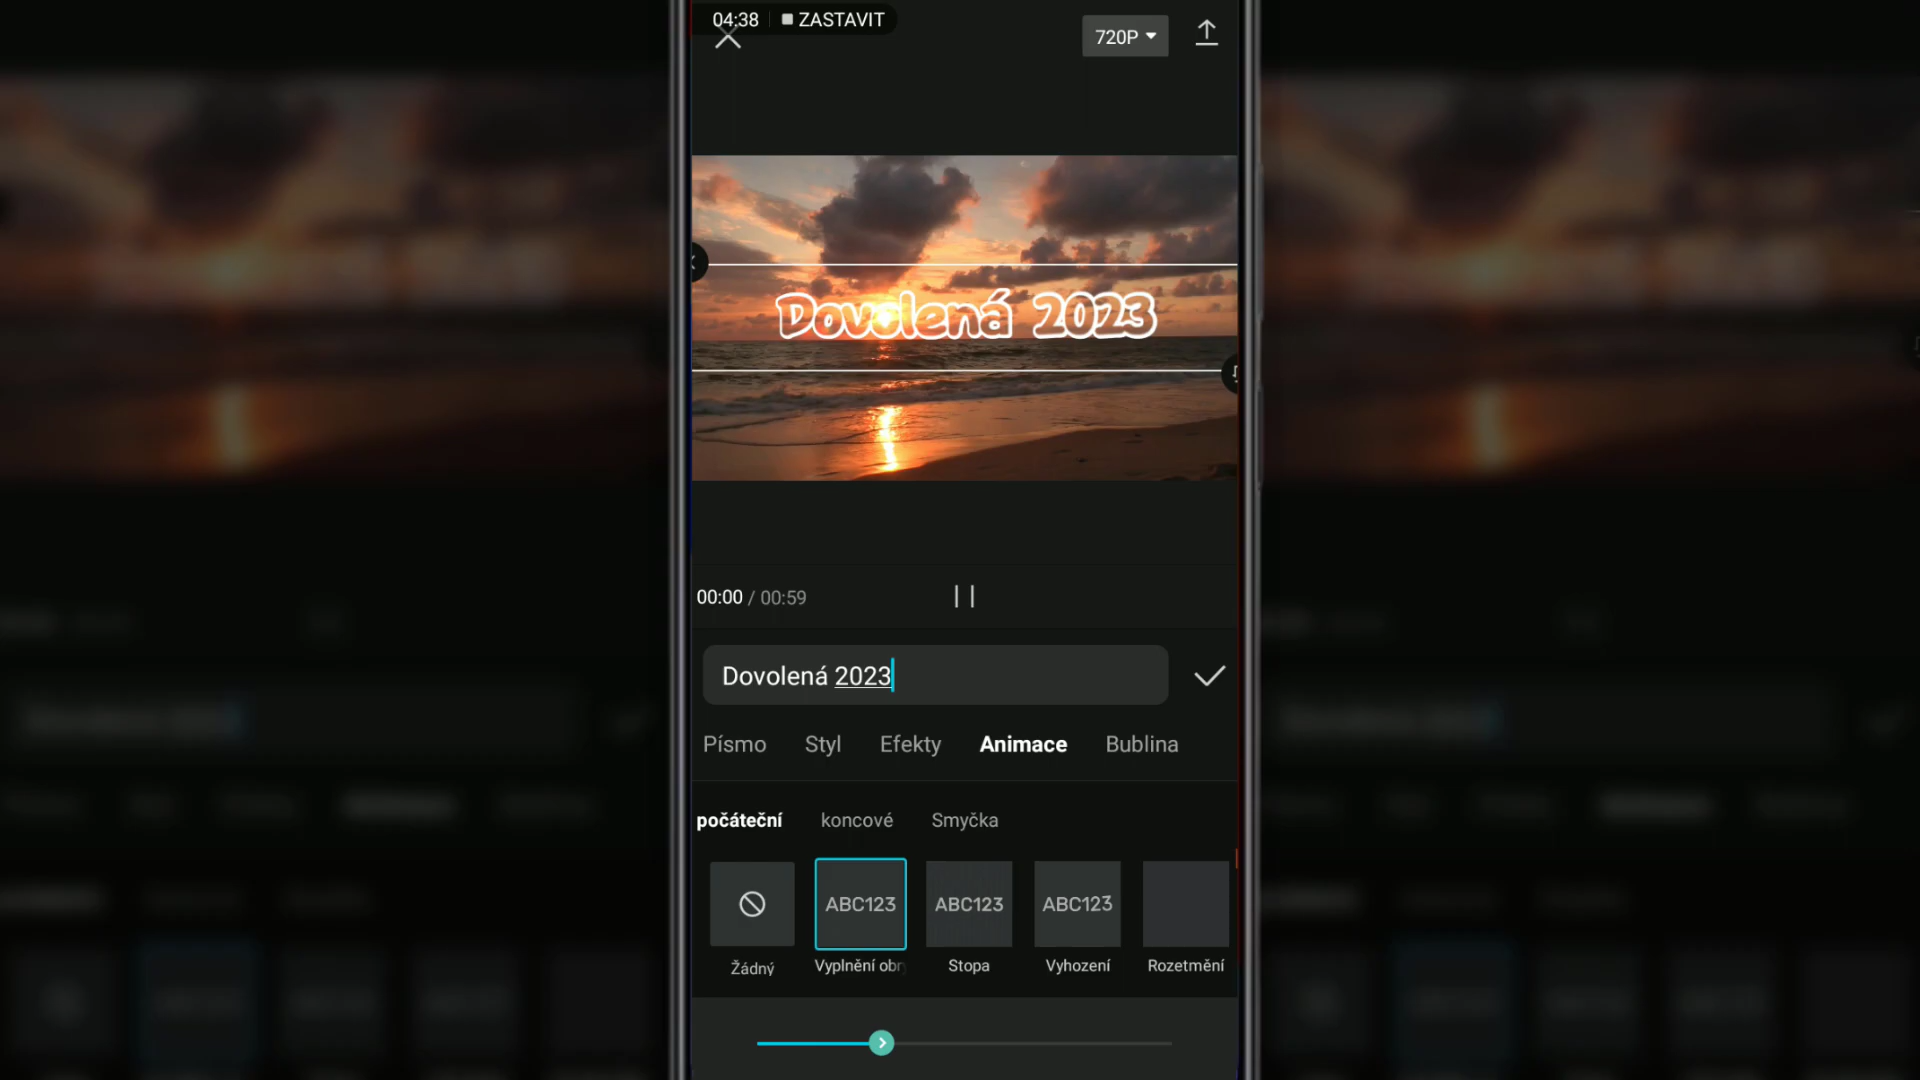 04:38 ZASTAVIT
720P
Dovolená 2023
00:00 / 00:59
Dovolená 2023
Písmo Styl Efekty Animace Bublina
počáteční koncové Smyčka
ABC123 ABC123 ABC123
Žádný Vyplnění Stopa Vyhození Rozetmění